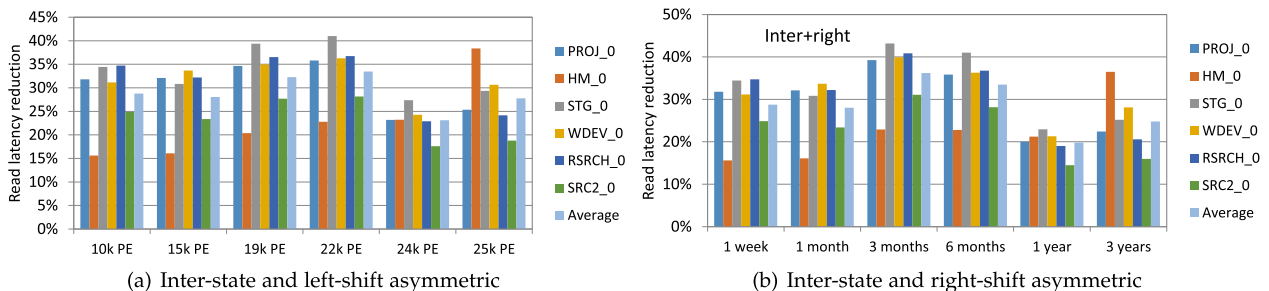 Read latency reduction
45%
40%
35%
30%
25%
20%
15%
10%
5%
0%
10k PE 15k PE 19k PE 22k PE 24k PE 25k PE
PROJ_0
HM_0
STG_0
WDEV_0
RSRCH_0
SRC2_0
Average
(a) Inter-state and left-shift asymmetric
Read latency reduction
50%
40%
30%
20%
10%
0%
Inter+right
1 week 1 month 3 months 6 months 1 year 3 years
PROJ_0
HM_0
STG_0
WDEV_0
RSRCH_0
SRC2_0
Average
(b) Inter-state and right-shift asymmetric